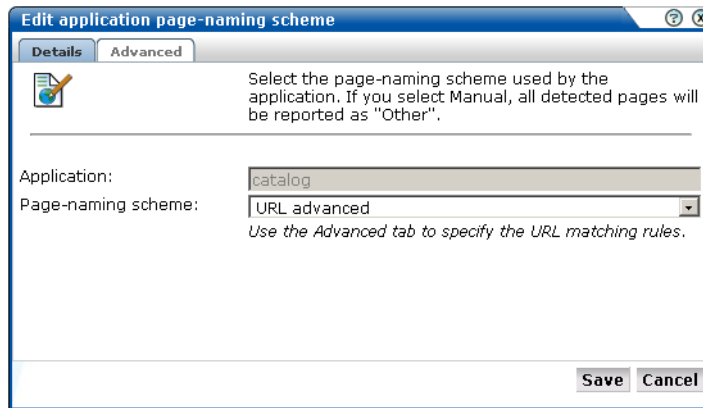 Edit application page-naming scheme
Details Advanced
Select the page-naming scheme used by the
application. If you select Manual, all detected pages will
be reported as "Other".
Application: catalog
Page-naming scheme: URL advanced
Use the Advanced tab to specify the URL matching rules.
Save Cancel